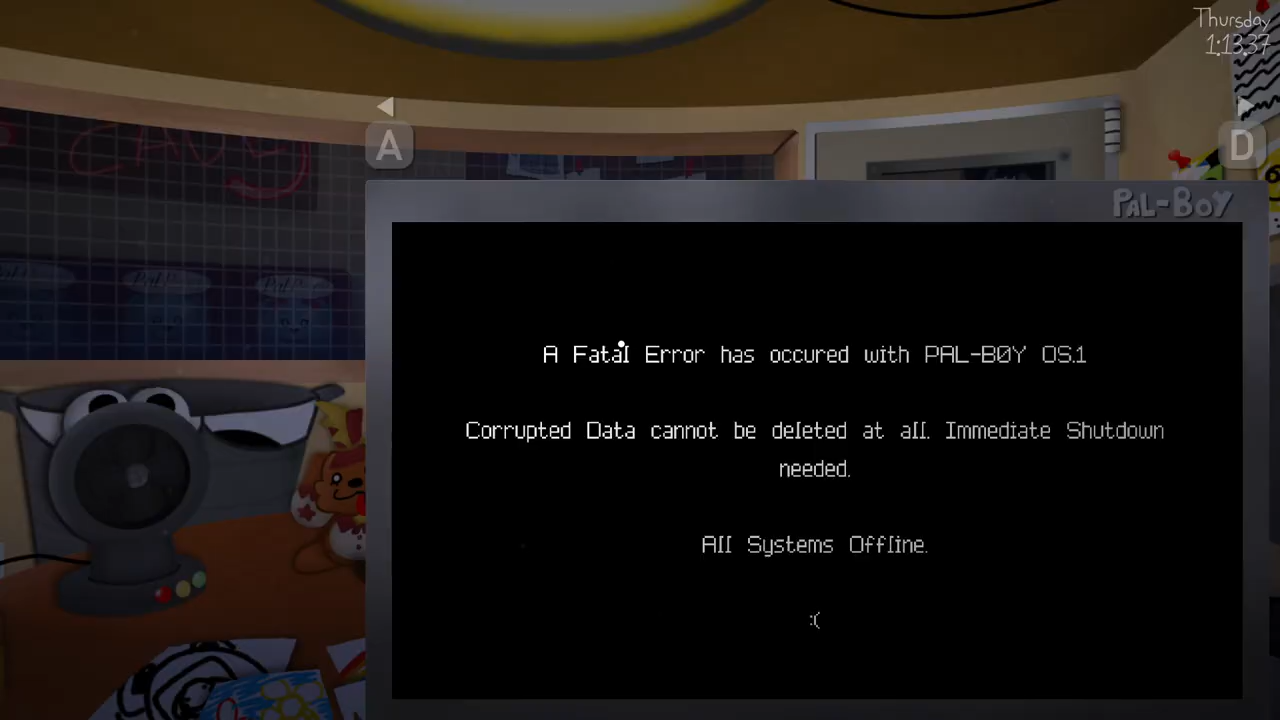 Thursday
1:13.37
A
D
PAL-BOY
A Fatal Error has occured with PAL-BØY OS.1
Corrupted Data cannot be deleted at all. Immediate Shutdown
needed.
All Systems Offline.
:(